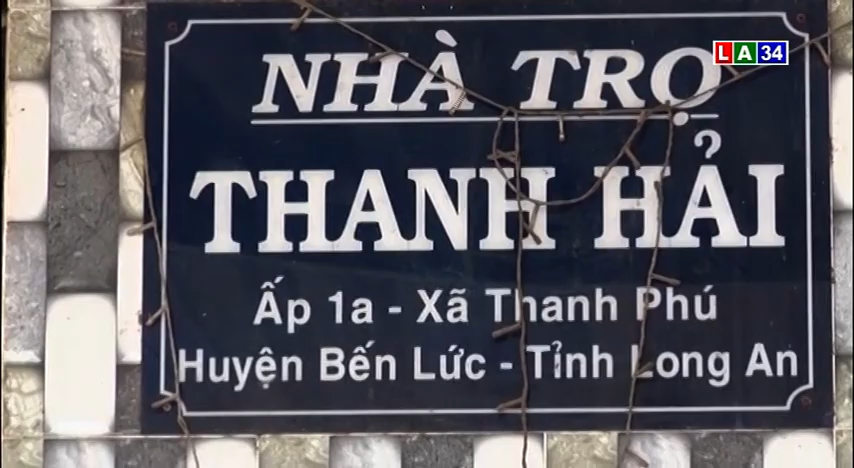 LA34
NHÀ TRỌ
THANH HẢI
Ấp 1a - Xã Thanh Phú
Huyện Bến Lức - Tỉnh Long An